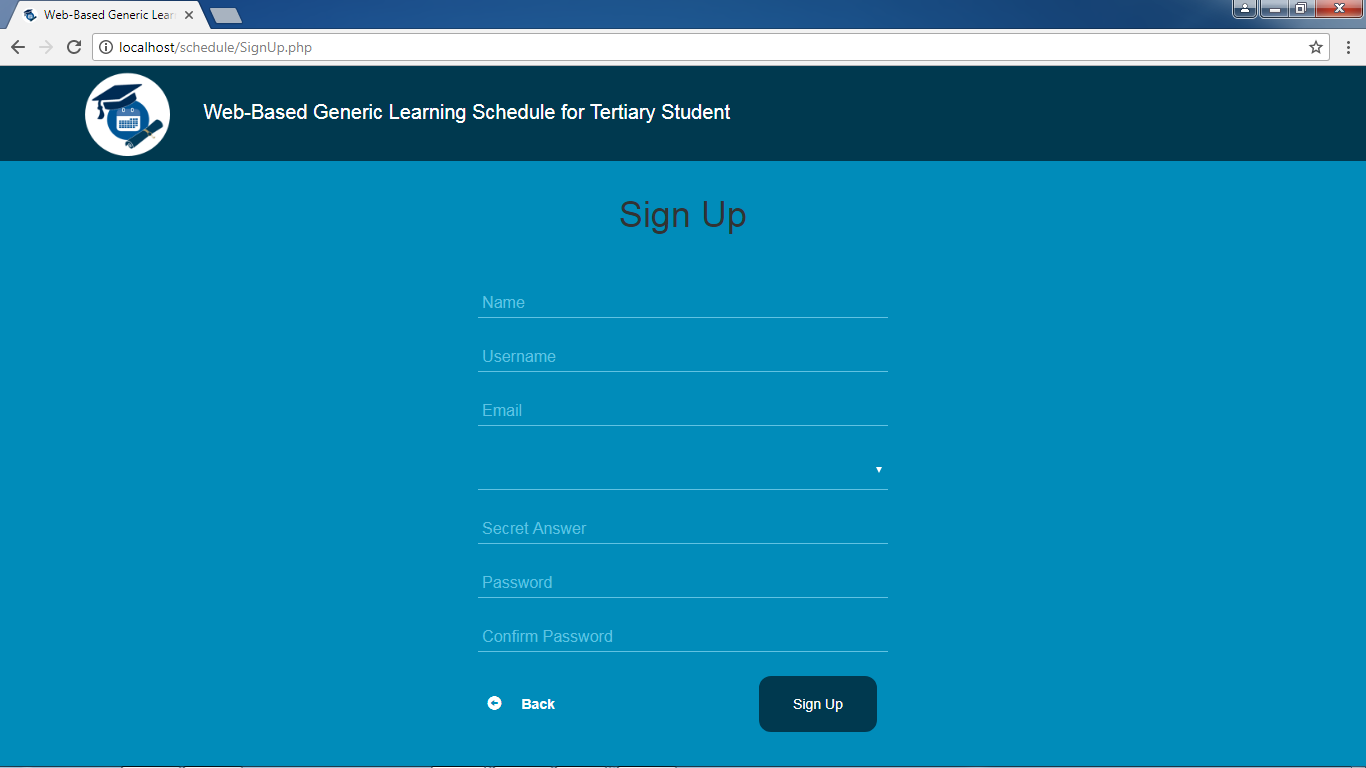 Web-Based Generic Lear
localhost/schedule/SignUp.php
Web-Based Generic Learning Schedule for Tertiary Student
Sign Up
Name
Username
Email
Secret Answer
Password
Confirm Password
Back
Sign Up